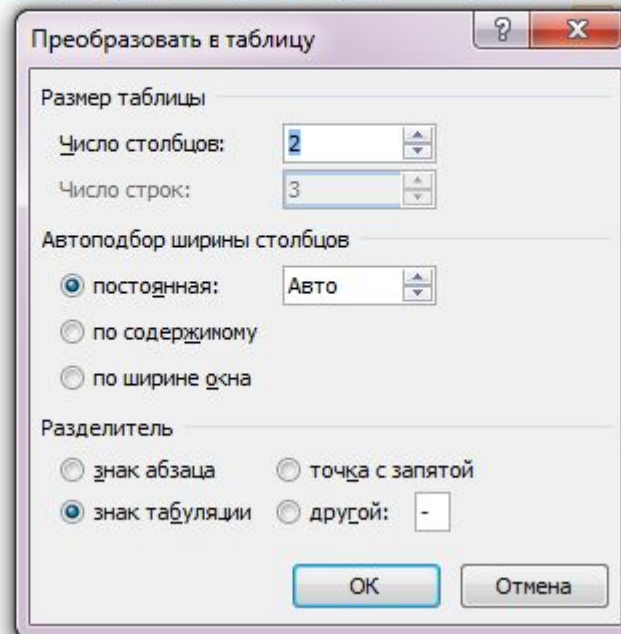 Преобразовать в таблицу
Размер таблицы
Число столбцов: 2
Число строк: 3
Автоподбор ширины столбцов
постоянная: Авто
по содержимому
по ширине окна
Разделитель
знак абзаца точка с запятой
знак табуляции другой: -
ОК Отмена